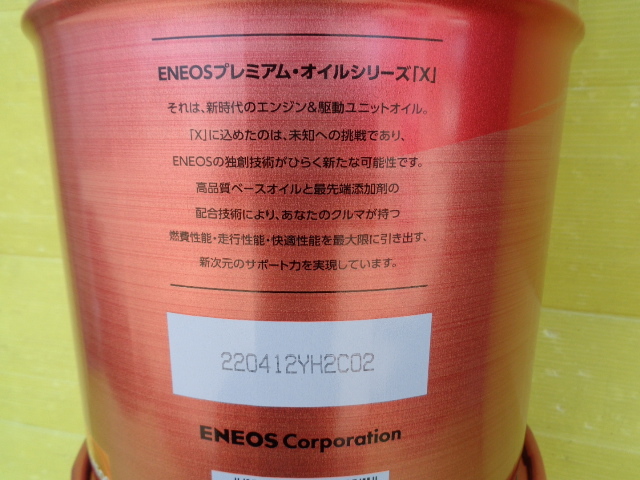 ENEOSプレミアム・オイルシリーズ「X」
それは、新時代のエンジン&駆動ユニットオイル。
「X」に込めたのは、未知への挑戦であり、
ENEOSの独創技術がひらく新たな可能性です。
高品質ベースオイルと最先端添加剤の
配合技術により、あなたのクルマが持つ
燃費性能・走行性能・快適性能を最大限に引き出す、
新次元のサポート力を実現しています。
220412YH2C02
ENEOS Corporation